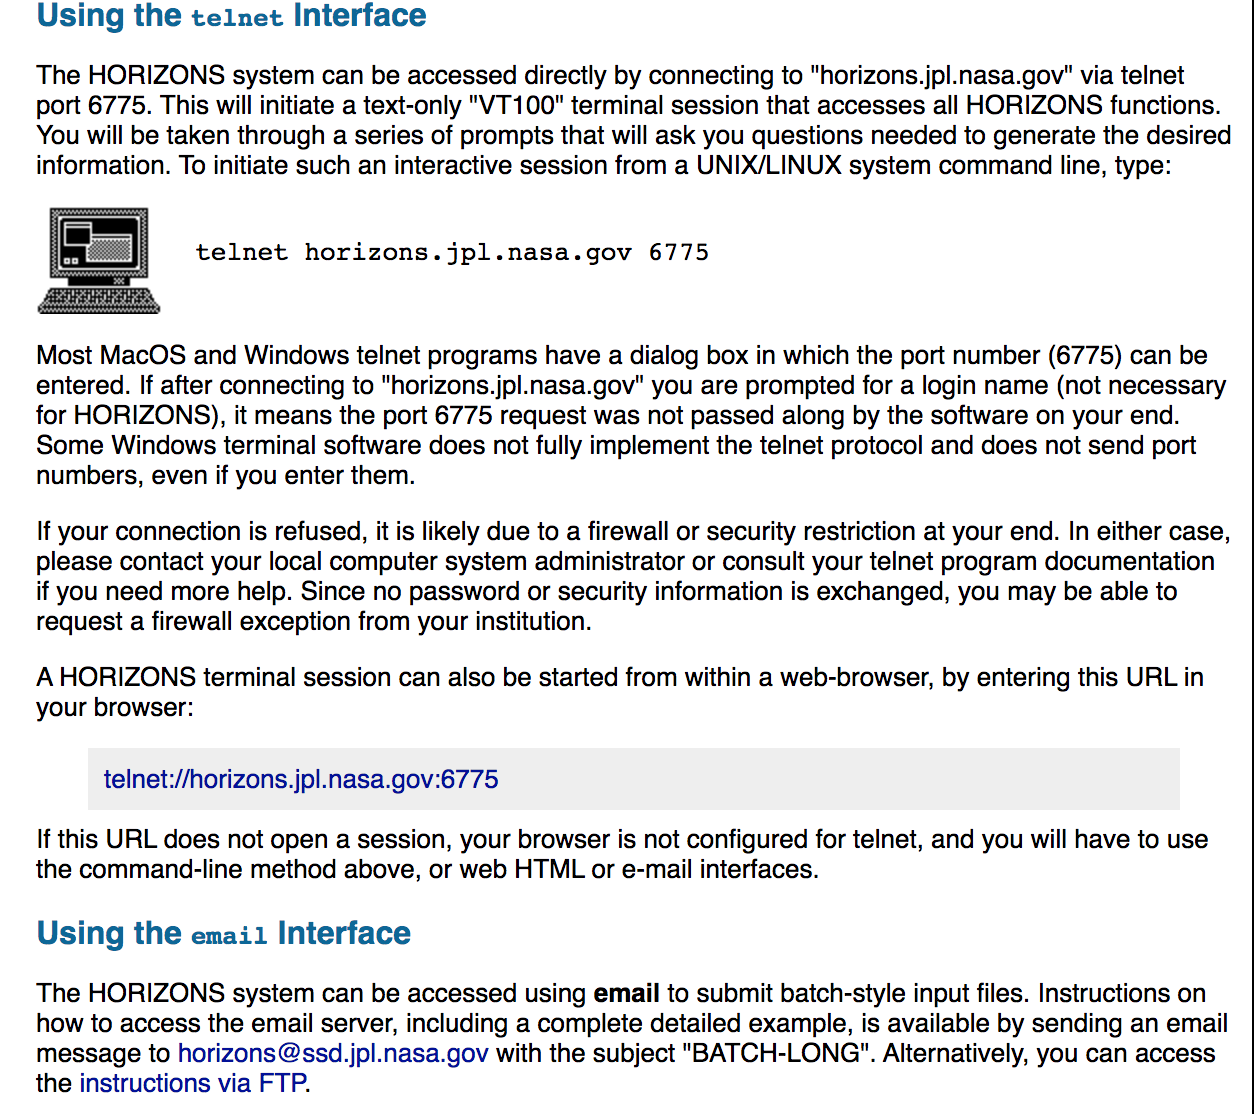 Using the telnet Interface
The HORIZONS system can be accessed directly by connecting to "horizons.jpl.nasa.gov" via telnet
port 6775. This will initiate a text-only "VT100" terminal session that accesses all HORIZONS functions.
You will be taken through a series of prompts that will ask you questions needed to generate the desired
information. To initiate such an interactive session from a UNIX/LINUX system command line, type:
telnet horizons.jpl.nasa.gov 6775
Most MacOS and Windows telnet programs have a dialog box in which the port number (6775) can be
entered. If after connecting to "horizons.jpl.nasa.gov" you are prompted for a login name (not necessary
for HORIZONS), it means the port 6775 request was not passed along by the software on your end.
Some Windows terminal software does not fully implement the telnet protocol and does not send port
numbers, even if you enter them.
If your connection is refused, it is likely due to a firewall or security restriction at your end. In either case,
please contact your local computer system administrator or consult your telnet program documentation
if you need more help. Since no password or security information is exchanged, you may be able to
request a firewall exception from your institution.
A HORIZONS terminal session can also be started from within a web-browser, by entering this URL in
your browser:
telnet://horizons.jpl.nasa.gov:6775
If this URL does not open a session, your browser is not configured for telnet, and you will have to use
the command-line method above, or web HTML or e-mail interfaces.
Using the email Interface
The HORIZONS system can be accessed using email to submit batch-style input files. Instructions on
how to access the email server, including a complete detailed example, is available by sending an email
message to horizons@ssd.jpl.nasa.gov with the subject "BATCH-LONG". Alternatively, you can access
the instructions via FTP.